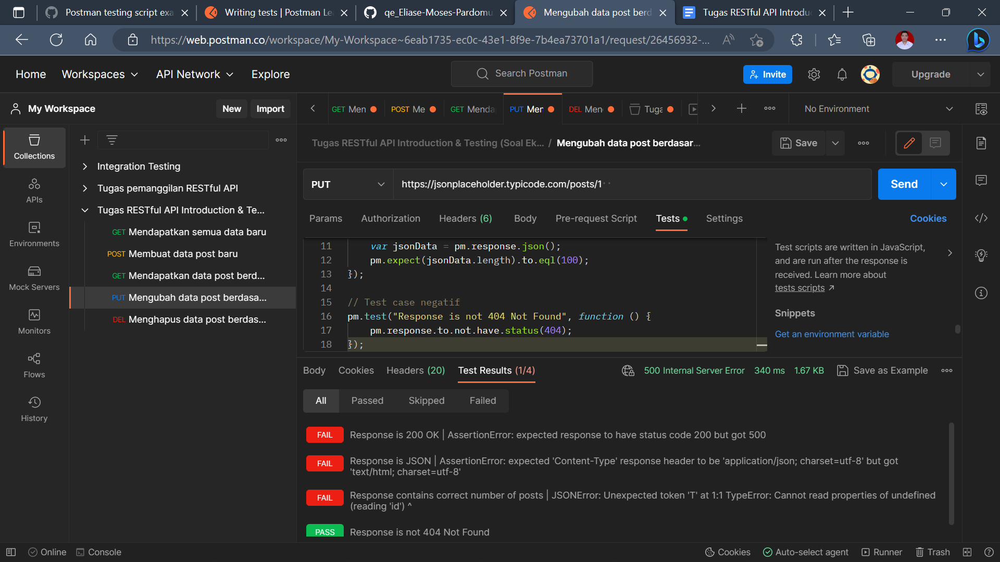 Postman testing script exa
Writing tests | Postman Le
qe_Eliase-Moses-Pardomu
Mengubah data post berd
Tugas RESTful API Introdu
https://web.postman.co/workspace/My-Workspace~6eab1735-ec0c-43e1-8f9e-7b4ea73701a1/request/26456932-...
Home
Workspaces
API Network
Explore
Search Postman
Invite
Upgrade
My Workspace
New
Import
GET Men
POST Me
GET Menda
PUT Men
DEL Men
Tuga
No Environment
Collections
APIs
Environments
Mock Servers
Monitors
Flows
History
Integration Testing
Tugas pemanggilan RESTful API
Tugas RESTful API Introduction & Te...
GET Mendapatkan semua data baru
POST Membuat data post baru
GET Mendapatkan data post berd...
PUT Mengubah data post berdasa...
DEL Menghapus data post berdas...
Tugas RESTful API Introduction & Testing (Soal Ek... / Mengubah data post berdasar...
Save
PUT
https://jsonplaceholder.typicode.com/posts/1
Send
Params
Authorization
Headers (6)
Body
Pre-request Script
Tests
Settings
Cookies
11 var jsonData = pm.response.json();
12 pm.expect(jsonData.length).to.eql(100);
13 });
14
15 // Test case negatif
16 pm.test("Response is not 404 Not Found", function () {
17 pm.response.to.not.have.status(404);
18 });
Test scripts are written in JavaScript,
and are run after the response is
received. Learn more about
tests scripts ↗
Snippets
Get an environment variable
Body
Cookies
Headers (20)
Test Results (1/4)
500 Internal Server Error
340 ms
1.67 KB
Save as Example
All
Passed
Skipped
Failed
FAIL Response is 200 OK | AssertionError: expected response to have status code 200 but got 500
FAIL Response is JSON | AssertionError: expected 'Content-Type' response header to be 'application/json; charset=utf-8' but got
'text/html; charset=utf-8'
FAIL Response contains correct number of posts | JSONError: Unexpected token 'T' at 1:1 TypeError: Cannot read properties of undefined
(reading 'id') ^
PASS Response is not 404 Not Found
Online
Console
Cookies
Auto-select agent
Runner
Trash